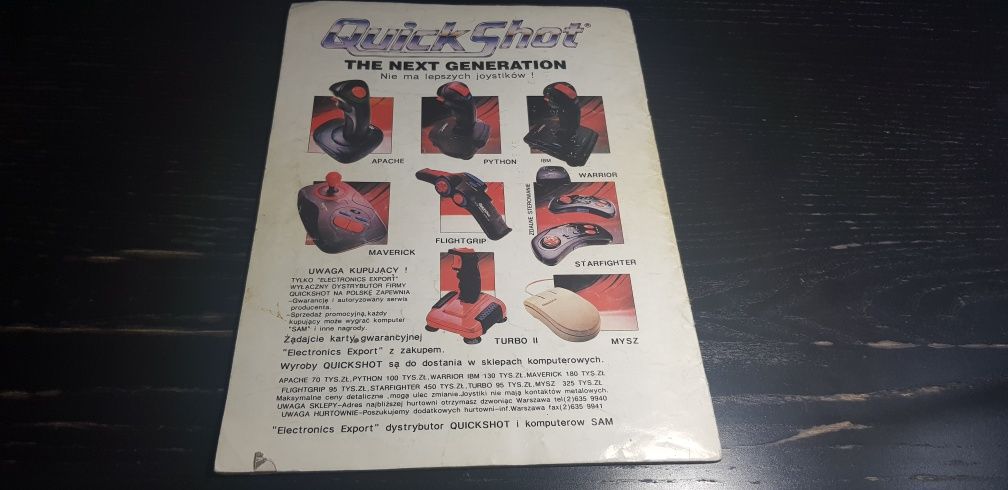 QuickShot®
THE NEXT GENERATION
Nie ma lepszych joystików !
APACHE
PYTHON
IBM
WARRIOR
MAVERICK
FLIGHTGRIP
ZDALNE STEROWANIE
STARFIGHTER
UWAGA KUPUJACY !
TYLKO "ELECTRONICS EXPORT"
WYŁACZNY DYSTRYBUTOR FIRMY
QUICKSHOT NA POLSKĘ ZAPEWNIA
-Gwarancję i autoryzowany serwis
producenta.
-Sprzedaż promocyjną,każdy
kupujący może wygrać komputer
"SAM" i inne nagrody.
Żądajcie karty gwarancyjnej
"Electronics Export" z zakupem.
TURBO II
MYSZ
Wyroby QUICKSHOT są do dostania w sklepach komputerowych.
APACHE 70 TYS.ZŁ,PYTHON 100 TYS.ZŁ,WARRIOR IBM 130 TYS.ZŁ,MAVERICK 180 TYS.ZŁ
FLIGHTGRIP 95 TYS.ZŁ,STARFIGHTER 450 TYS.ZŁ,TURBO 95 TYS.ZŁ,MYSZ 325 TYS.ZŁ
Maksymalne ceny detaliczne ,mogą ulec zmianie.Joystiki nie mają kontaktów metalowych.
UWAGA SKLEPY-Adres najbliższej hurtowni otrzymasz dzwoniąc Warszawa tel(2)635 9940
UWAGA HURTOWNIE-Poszukujemy dodatkowych hurtowni-inf.Warszawa fax(2)635 9941
"Electronics Export" dystrybutor QUICKSHOT i komputerow SAM